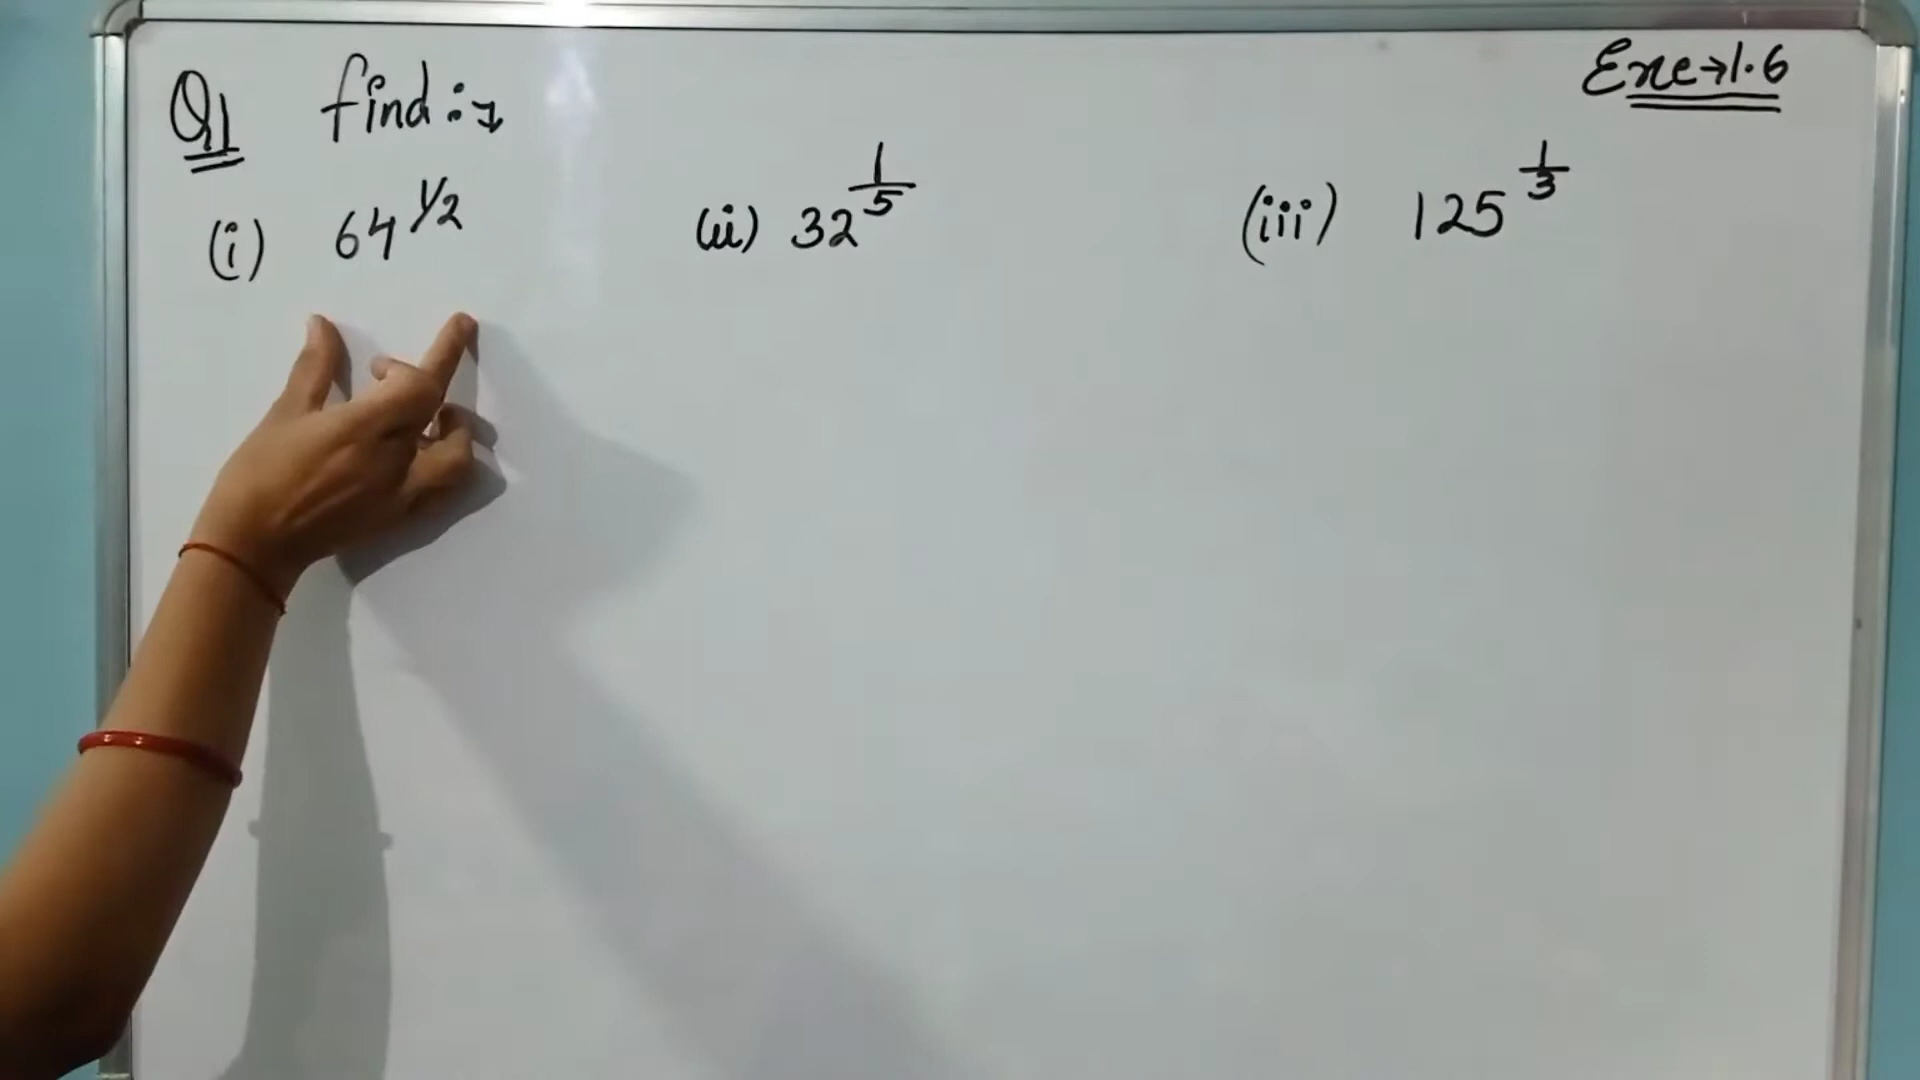 Exe→1.6
Q1 find :→
(i) 64^1/2 (ii) 32^1/5 (iii) 125^1/3